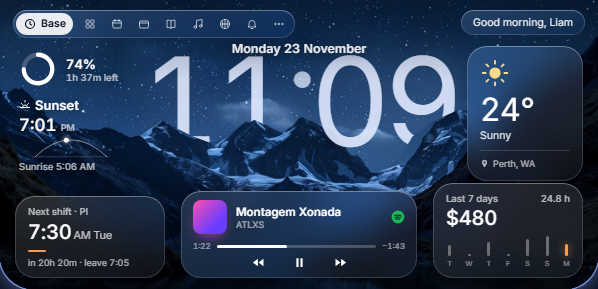 Base
Good morning, Liam
Monday 23 November
11:09
74%
1h 37m left
Sunset
7:01 PM
Sunrise 5:06 AM
24°
Sunny
Perth, WA
Next shift · PI
7:30 AM Tue
in 20h 20m · leave 7:05
Montagem Xonada
ATLXS
1:22
−1:43
Last 7 days
24.8 h
$480
T W T F S S M